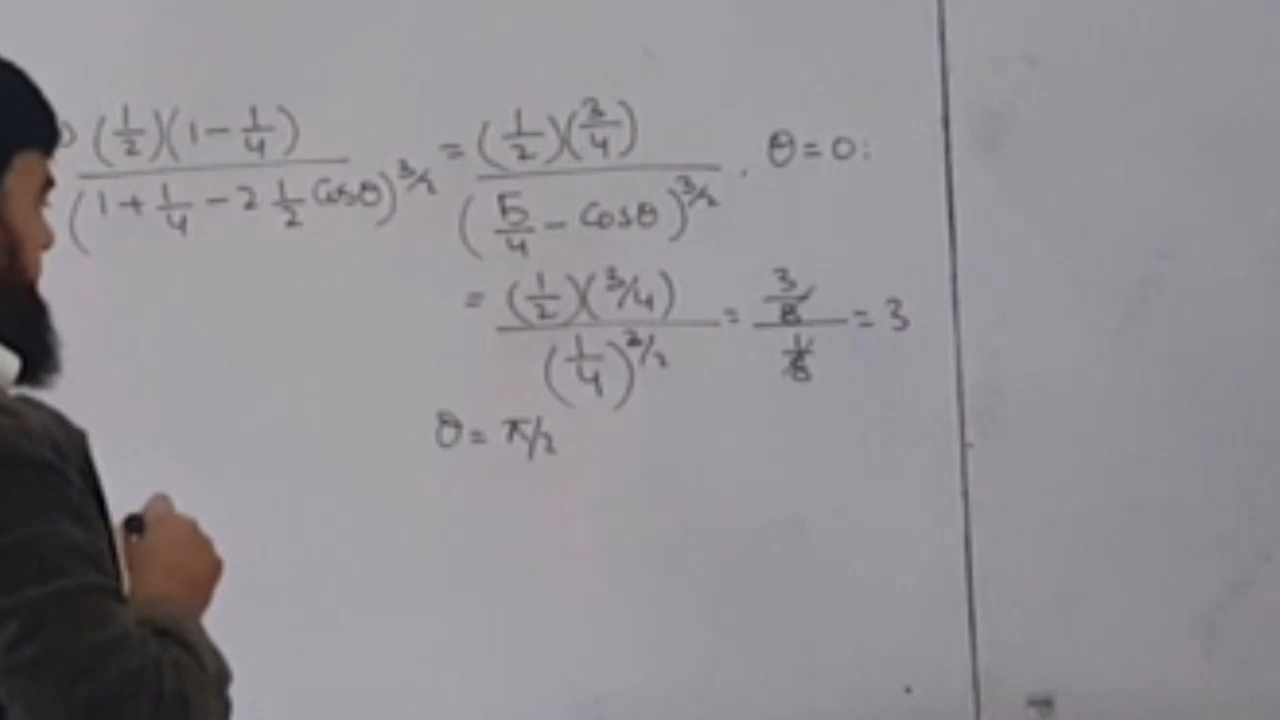 (1/2)(1 - 1/4) / (1 + 1/4 - 2 1/2 Cosθ)^3/2 = (1/2)(3/4) / (5/4 - Cosθ)^3/2 . θ = 0:
= (1/2)(3/4) / (1/4)^3/2 = 3/8 / 1/8 = 3
θ = π/2